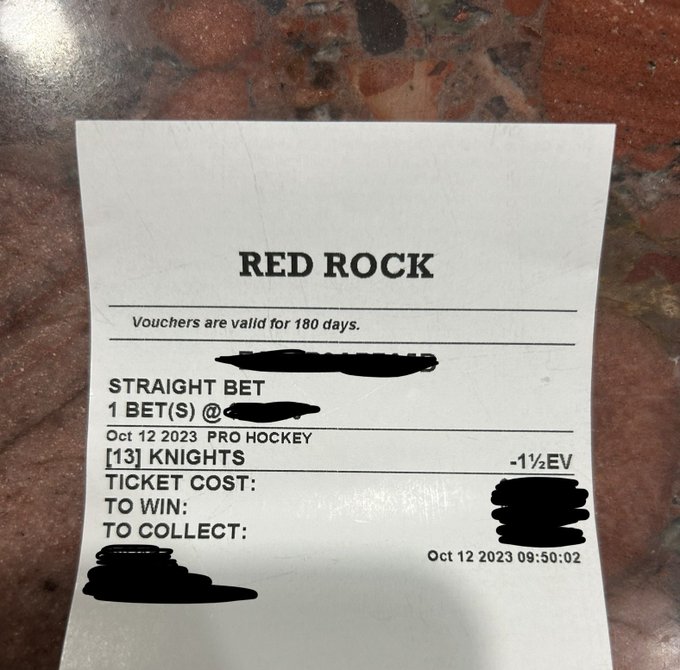 RED ROCK
Vouchers are valid for 180 days.
STRAIGHT BET
1 BET(S) @
Oct 12 2023 PRO HOCKEY
[13] KNIGHTS -1½EV
TICKET COST:
TO WIN:
TO COLLECT:
Oct 12 2023 09:50:02